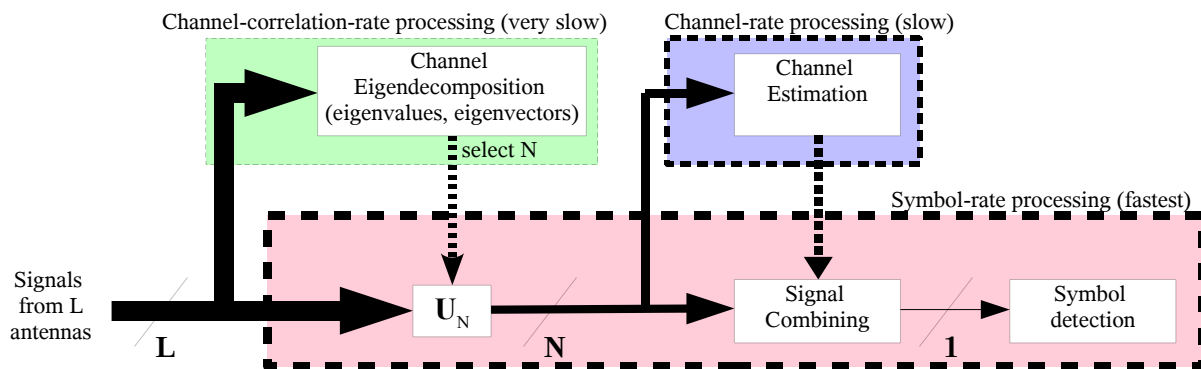 Channel-correlation-rate processing (very slow)
Channel-rate processing (slow)
Channel
Eigendecomposition
(eigenvalues, eigenvectors)
select N
Channel
Estimation
Symbol-rate processing (fastest)
Signals
from L
antennas
L
U_N
N
Signal
Combining
1
Symbol
detection